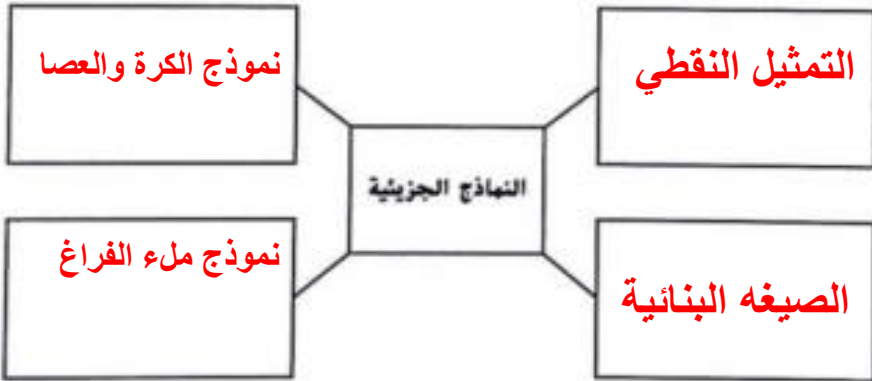 التمثيل النقطي
نموذج الكرة والعصا
النماذج الجزيئية
الصيغه البنائية
نموذج ملء الفراغ